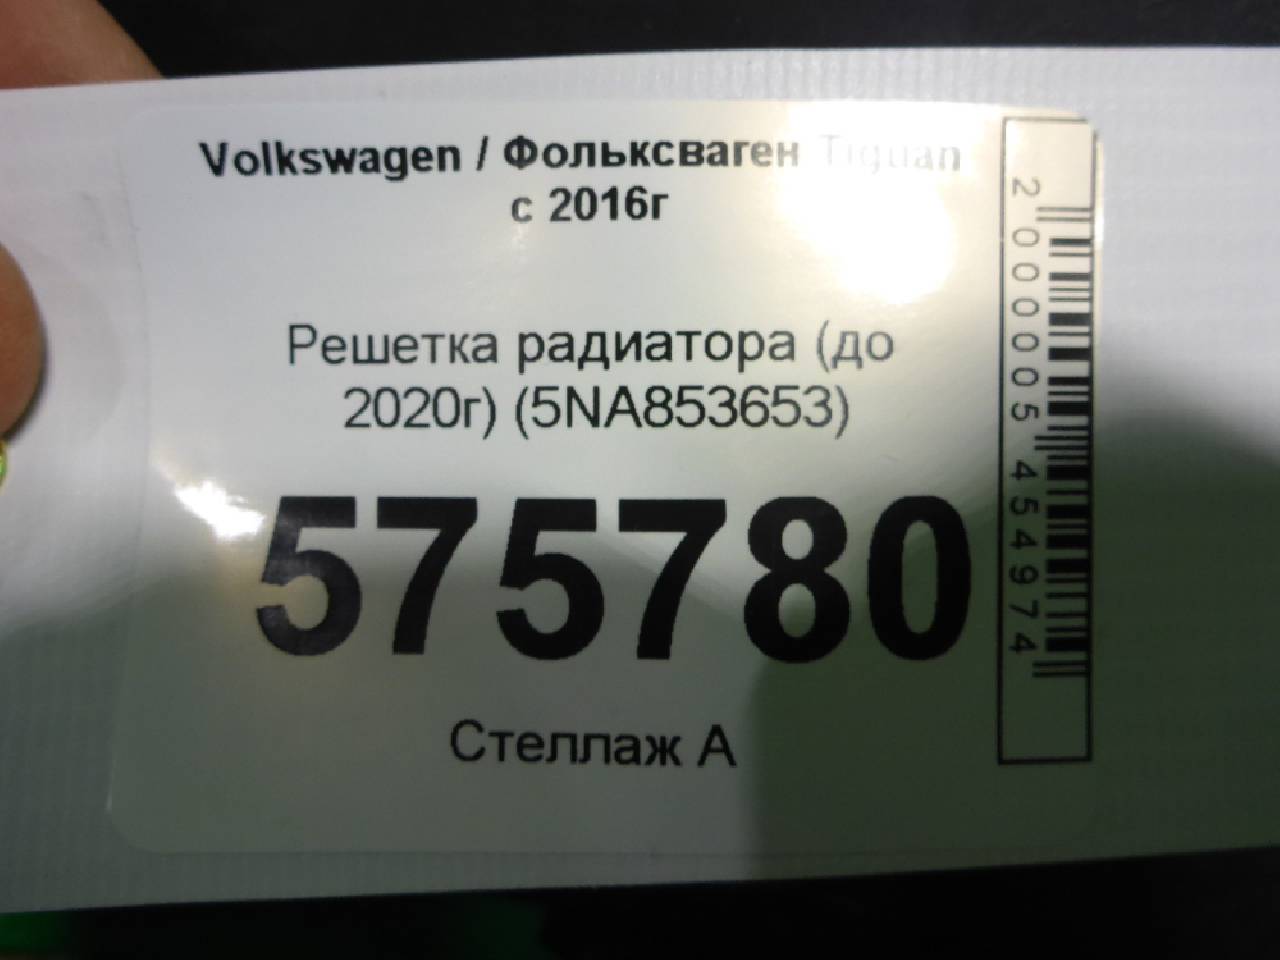 Volkswagen / Фольксваген Tiguan
с 2016г
Решетка радиатора (до
2020г) (5NA853653)
575780
Стеллаж А
2000005454974